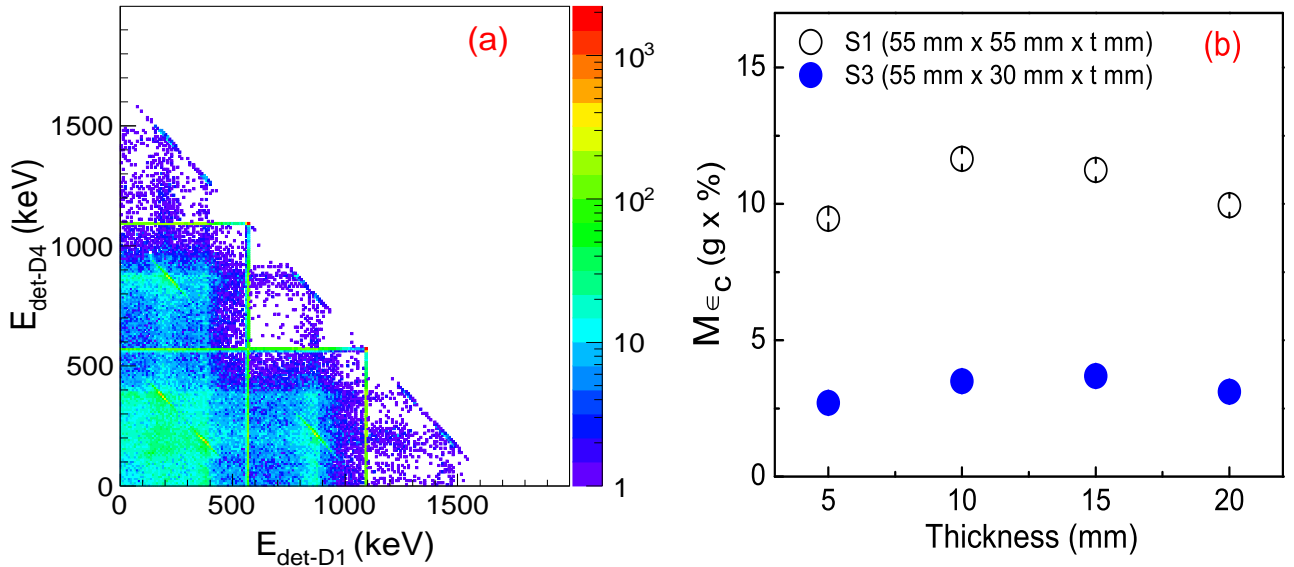 (a)
E_det-D4 (keV)
1500
1000
500
0
0 500 1000 1500
E_det-D1 (keV)
10³
10²
10
1
(b)
S1 (55 mm x 55 mm x t mm)
S3 (55 mm x 30 mm x t mm)
M ϵ_C (g x %)
15
10
5
0
5 10 15 20
Thickness (mm)